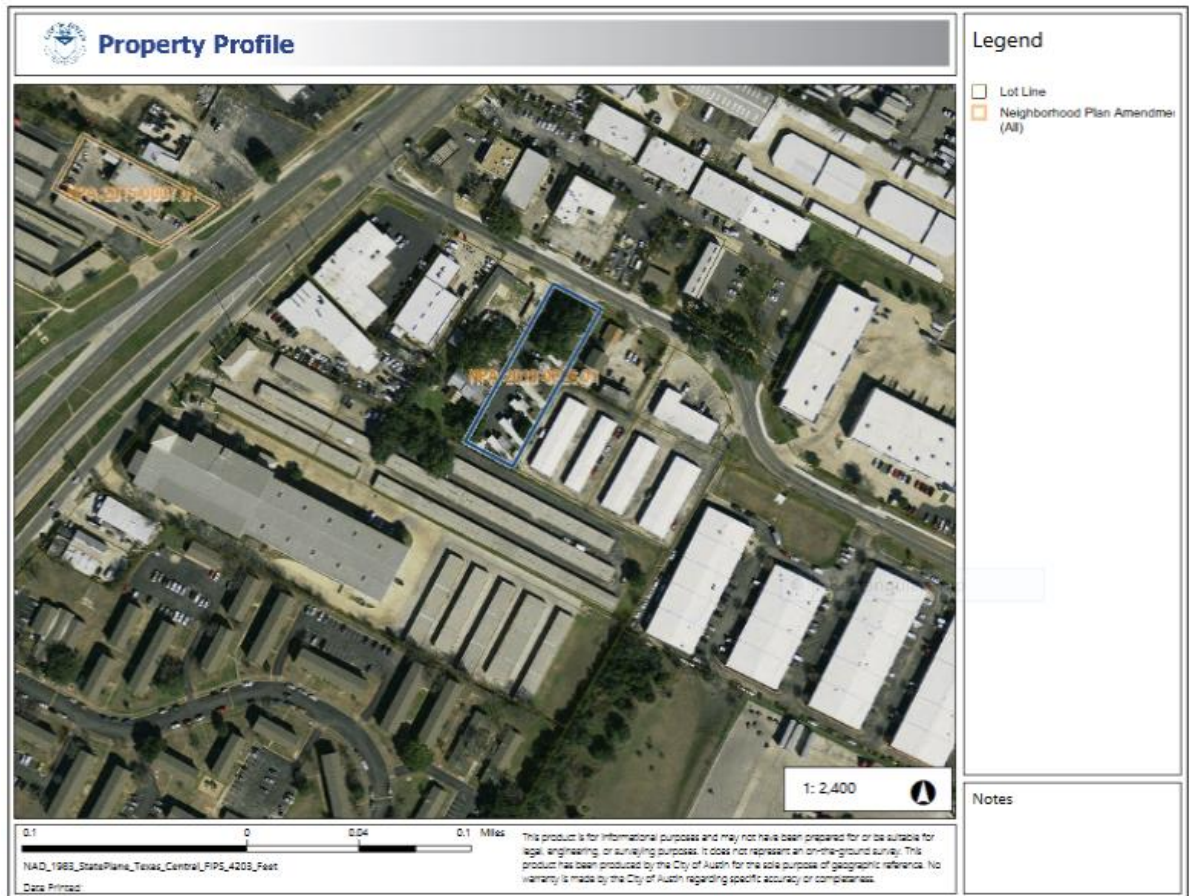 Property Profile
Legend
Lot Line
Neighborhood Plan Amendme
(All)
1: 2,400
Notes
0.1 0 0.04 0.1 Miles
NAD_1983_StatePlane_Texas_Central_FIPS_4203_Feet
Date Printed:
This product is for informational purposes and may not have been prepared for or be suitable for
legal, engineering, or surveying purposes. It does not represent an on-the-ground survey. This
product has been produced by the City of Austin for the sole purpose of geographic reference. No
warranty is made by the City of Austin regarding specific accuracy or completeness.